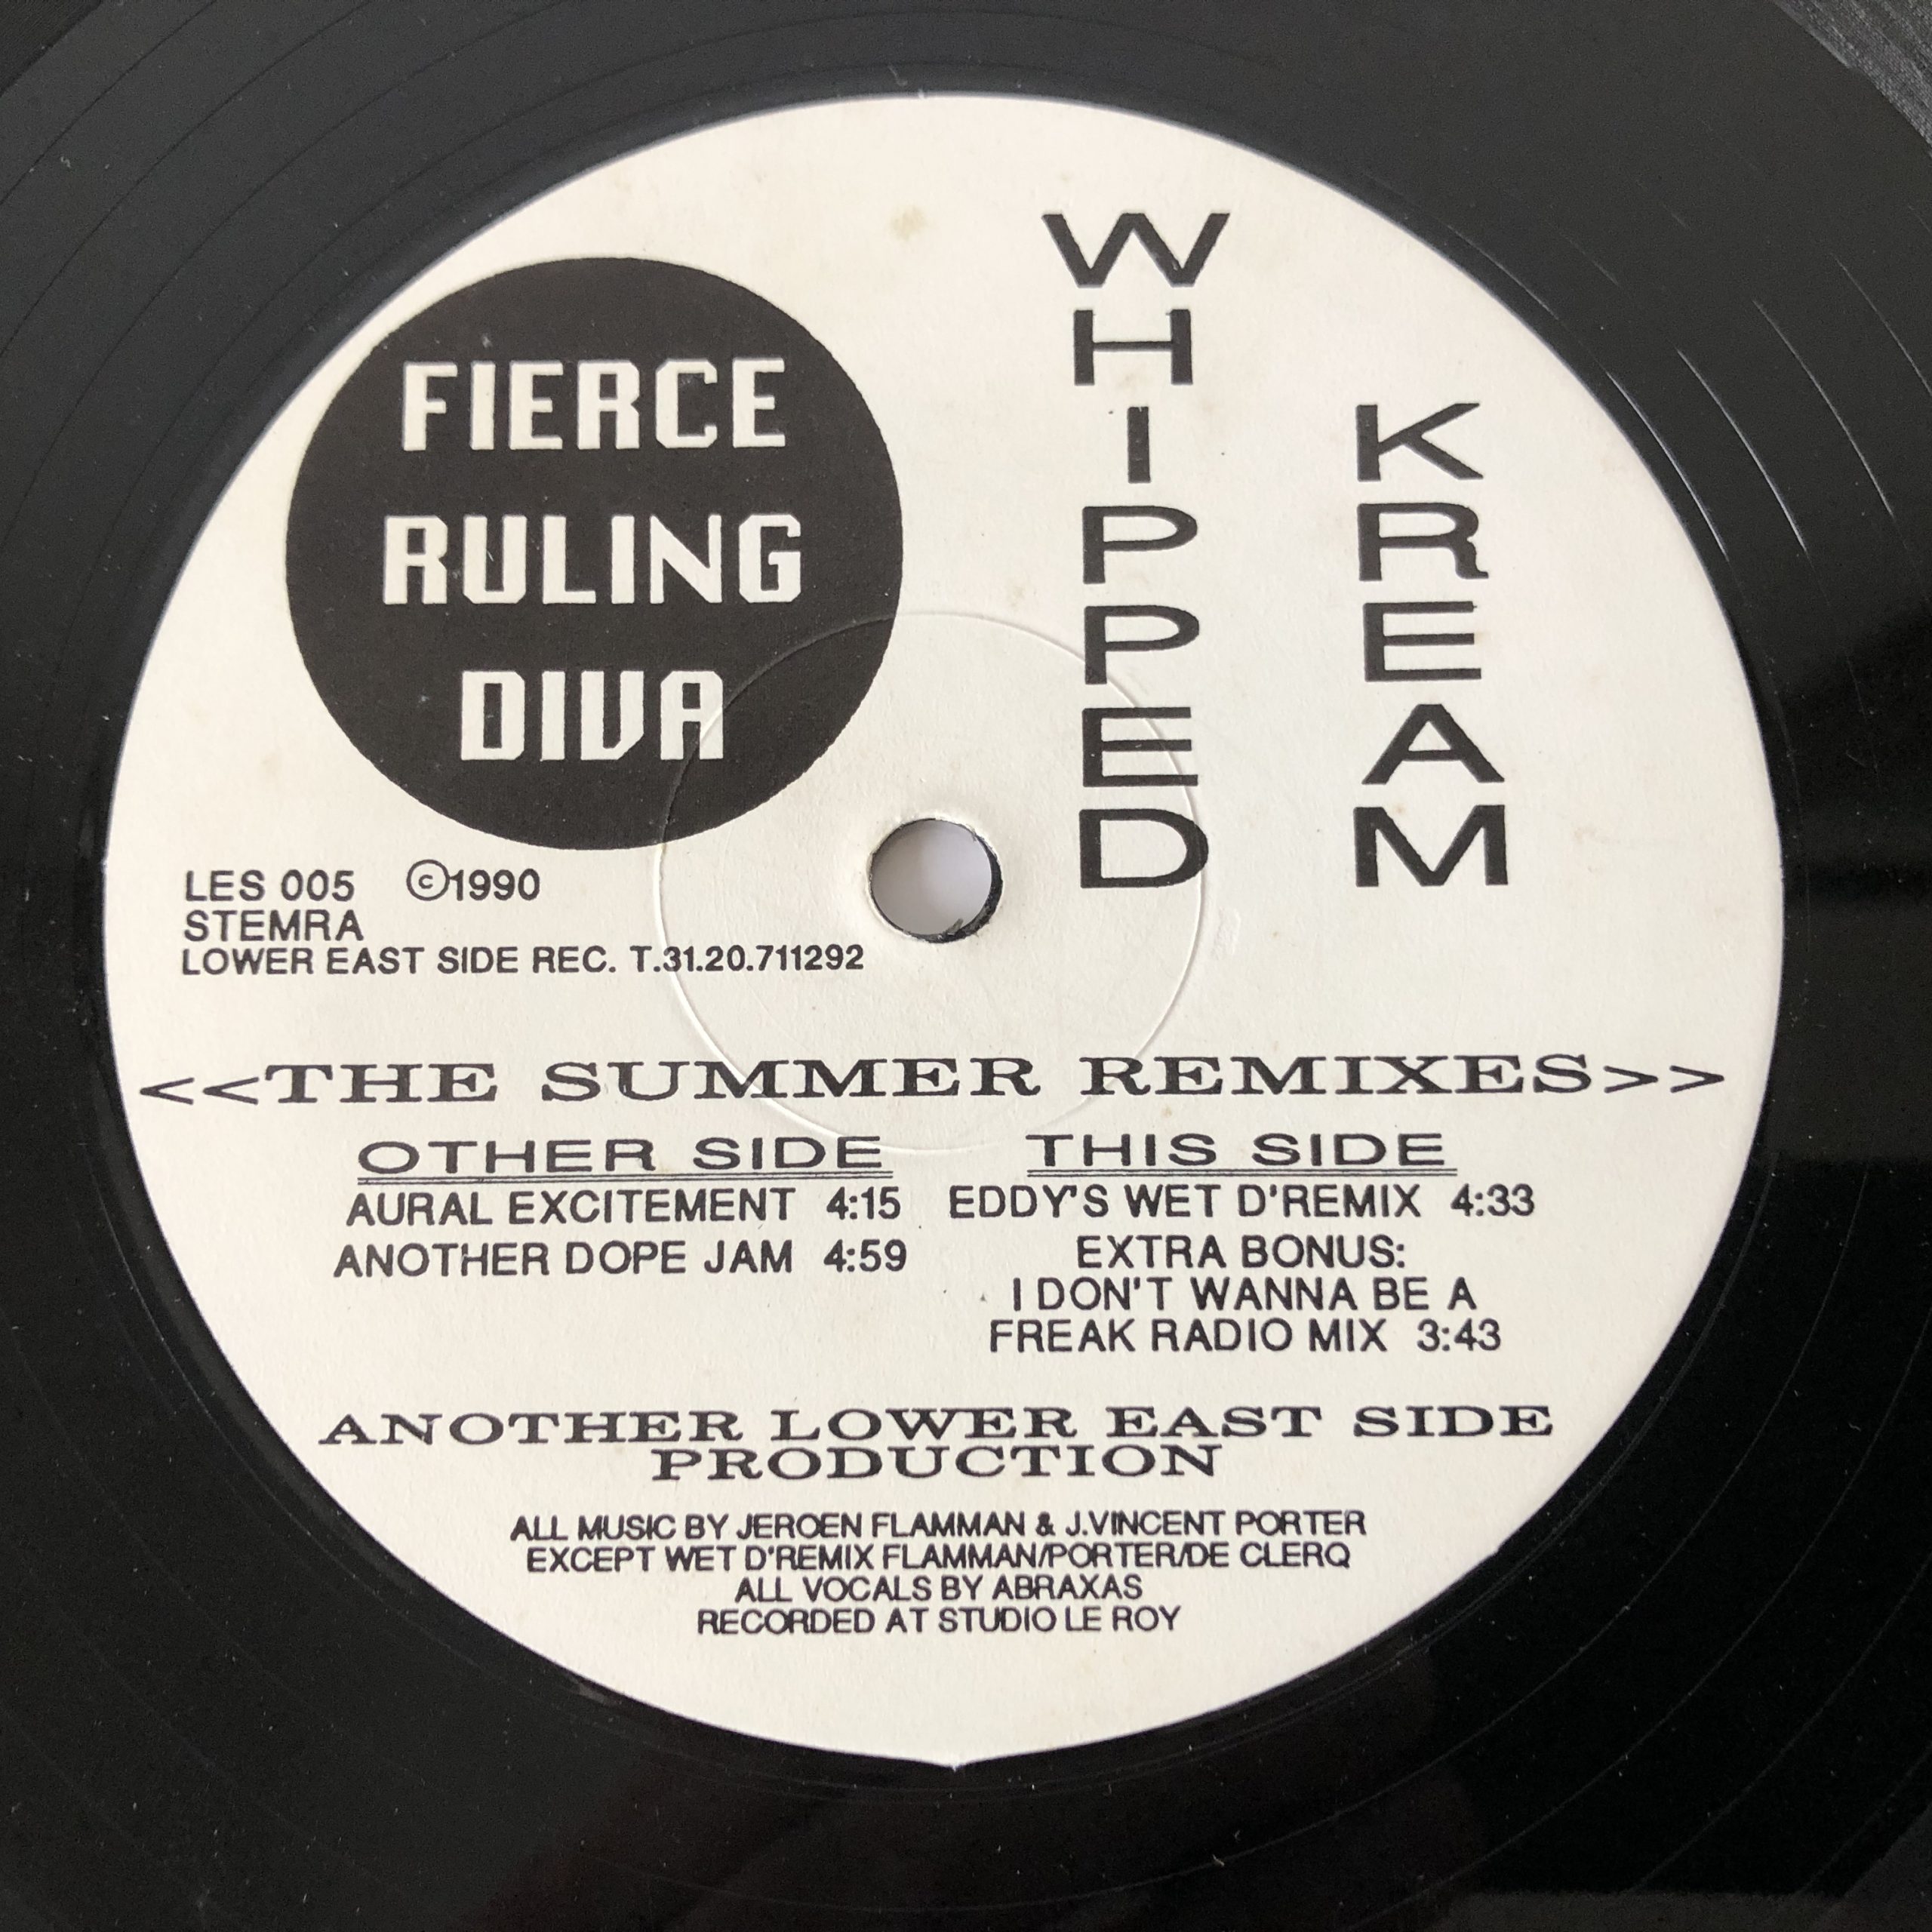 FIERCE
RULING
DIVA
WHIPPED
KREAM
LES 005 ©1990
STEMRA
LOWER EAST SIDE REC. T.31.20.711292
<<THE SUMMER REMIXES>>
OTHER SIDE
AURAL EXCITEMENT 4:15
ANOTHER DOPE JAM 4:59
THIS SIDE
EDDY'S WET D'REMIX 4:33
EXTRA BONUS:
I DON'T WANNA BE A
FREAK RADIO MIX 3:43
ANOTHER LOWER EAST SIDE
PRODUCTION
ALL MUSIC BY JEROEN FLAMMAN & J.VINCENT PORTER
EXCEPT WET D'REMIX FLAMMAN/PORTER/DE CLERQ
ALL VOCALS BY ABRAXAS
RECORDED AT STUDIO LE ROY